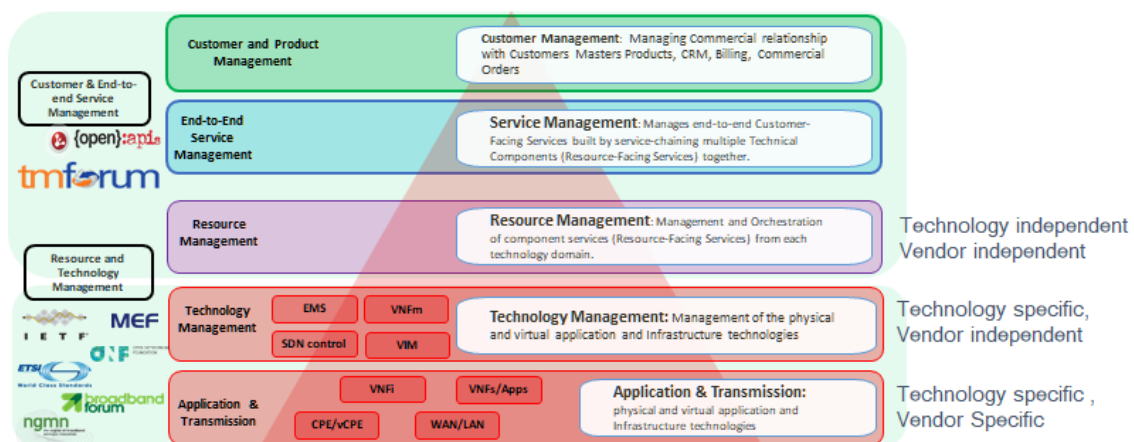 Customer and Product
Management
Customer Management: Managing Commercial relationship
with Customers Masters Products, CRM, Billing, Commercial
Orders
Customer & End-to-
end Service
Management
{open}:apis
tmforum
End-to-End
Service
Management
Service Management: Manages end-to-end Customer-
Facing Services built by service-chaining multiple Technical
Components (Resource-Facing Services) together.
Resource
Management
Resource Management: Management and Orchestration
of component services (Resource-Facing Services) from each
technology domain.
Technology independent
Vendor independent
Resource and
Technology
Management
IETF
MEF
ONF
OPEN NETWORKING
FOUNDATION
ETSI
World Class Standards
broadband
forum
ngmn
Technology
Management
EMS
VNFm
SDN control
VIM
Technology Management: Management of the physical
and virtual application and Infrastructure technologies
Technology specific,
Vendor independent
Application &
Transmission
VNFi
VNFs/Apps
CPE/vCPE
WAN/LAN
Application & Transmission:
physical and virtual application and
Infrastructure technologies
Technology specific ,
Vendor Specific